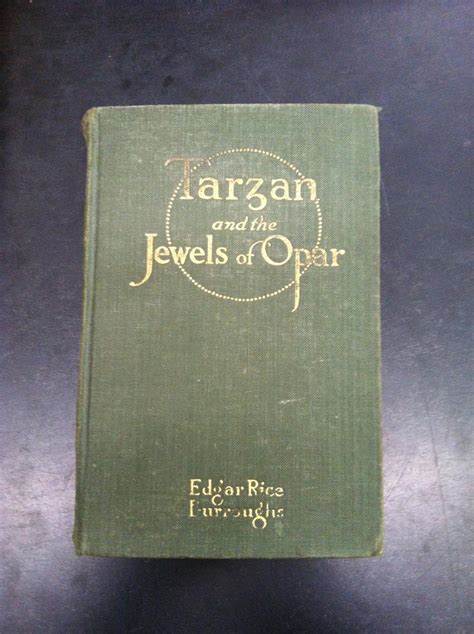 Tarzan
and the
Jewels of Opar
Edgar Rice
Burroughs